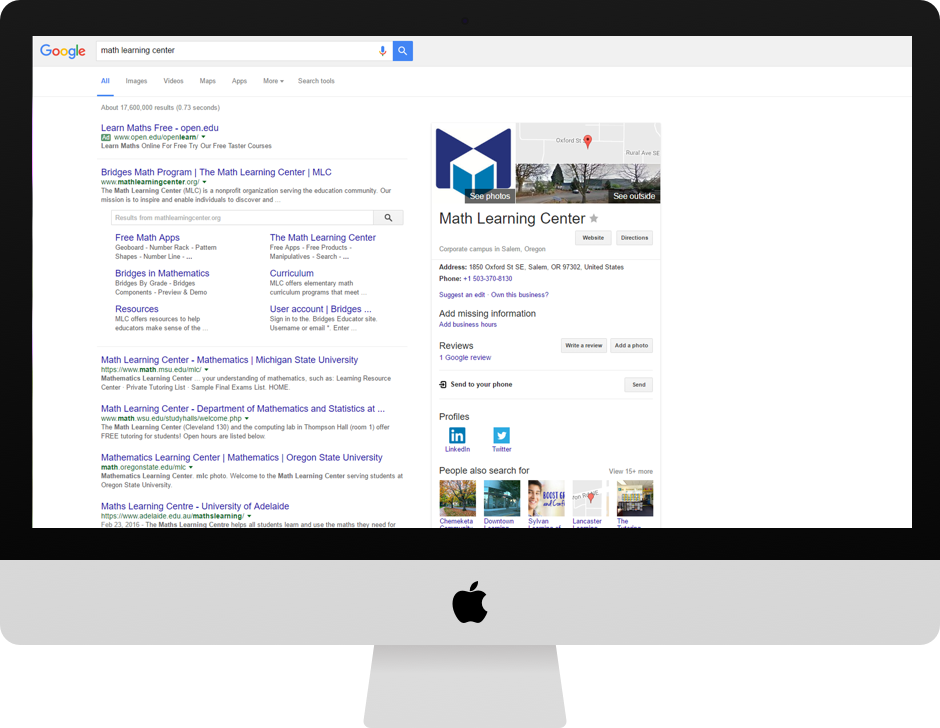 Google
math learning center
All Images Videos Maps Apps More Search tools
About 17,600,000 results (0.73 seconds)
Learn Maths Free - open.edu
Ad www.open.edu/openlearn/
Learn Maths Online For Free Try Our Free Taster Courses
Bridges Math Program | The Math Learning Center | MLC
www.mathlearningcenter.org/
The Math Learning Center (MLC) is a nonprofit organization serving the education community. Our
mission is to inspire and enable individuals to discover and ...
Results from mathlearningcenter.org
Free Math Apps
Geoboard - Number Rack - Pattern
Shapes - Number Line - ...
The Math Learning Center
Free Apps - Free Products -
Manipulatives - Search - ...
Bridges in Mathematics
Bridges By Grade - Bridges
Components - Preview & Demo
Curriculum
MLC offers elementary math
curriculum programs that meet ...
Resources
MLC offers resources to help
educators make sense of the ...
User account | Bridges ...
Sign in to the. Bridges Educator site.
Username or email *. Enter ...
Math Learning Center - Mathematics | Michigan State University
https://www.math.msu.edu/mlc/
Mathematics Learning Center ... your understanding of mathematics, such as: Learning Resource
Center · Private Tutoring List · Sample Final Exams List. HOME.
Math Learning Center - Department of Mathematics and Statistics at ...
www.math.wsu.edu/studyhalls/welcome.php
The Math Learning Center (Cleveland 130) and the computing lab in Thompson Hall (room 1) offer
FREE tutoring for students! Open hours are listed below.
Mathematics Learning Center | Mathematics | Oregon State University
math.oregonstate.edu/mlc
Mathematics Learning Center. mlc photo. Welcome to the Math Learning Center serving students at
Oregon State University.
Maths Learning Centre - University of Adelaide
https://www.adelaide.edu.au/mathslearning/
Feb 23, 2016 - The Maths Learning Centre helps all students learn and use the maths they need for
Oxford St
Rural Ave SE
See photos
See outside
Math Learning Center
Website Directions
Corporate campus in Salem, Oregon
Address: 1850 Oxford St SE, Salem, OR 97302, United States
Phone: +1 503-370-8130
Suggest an edit · Own this business?
Add missing information
Add business hours
Reviews
Write a review Add a photo
1 Google review
Send to your phone Send
Profiles
LinkedIn Twitter
People also search for View 15+ more
BOOST
Chemeketa Downtown Sylvan Lancaster The
Community Learning Learning of Learning Tutoring